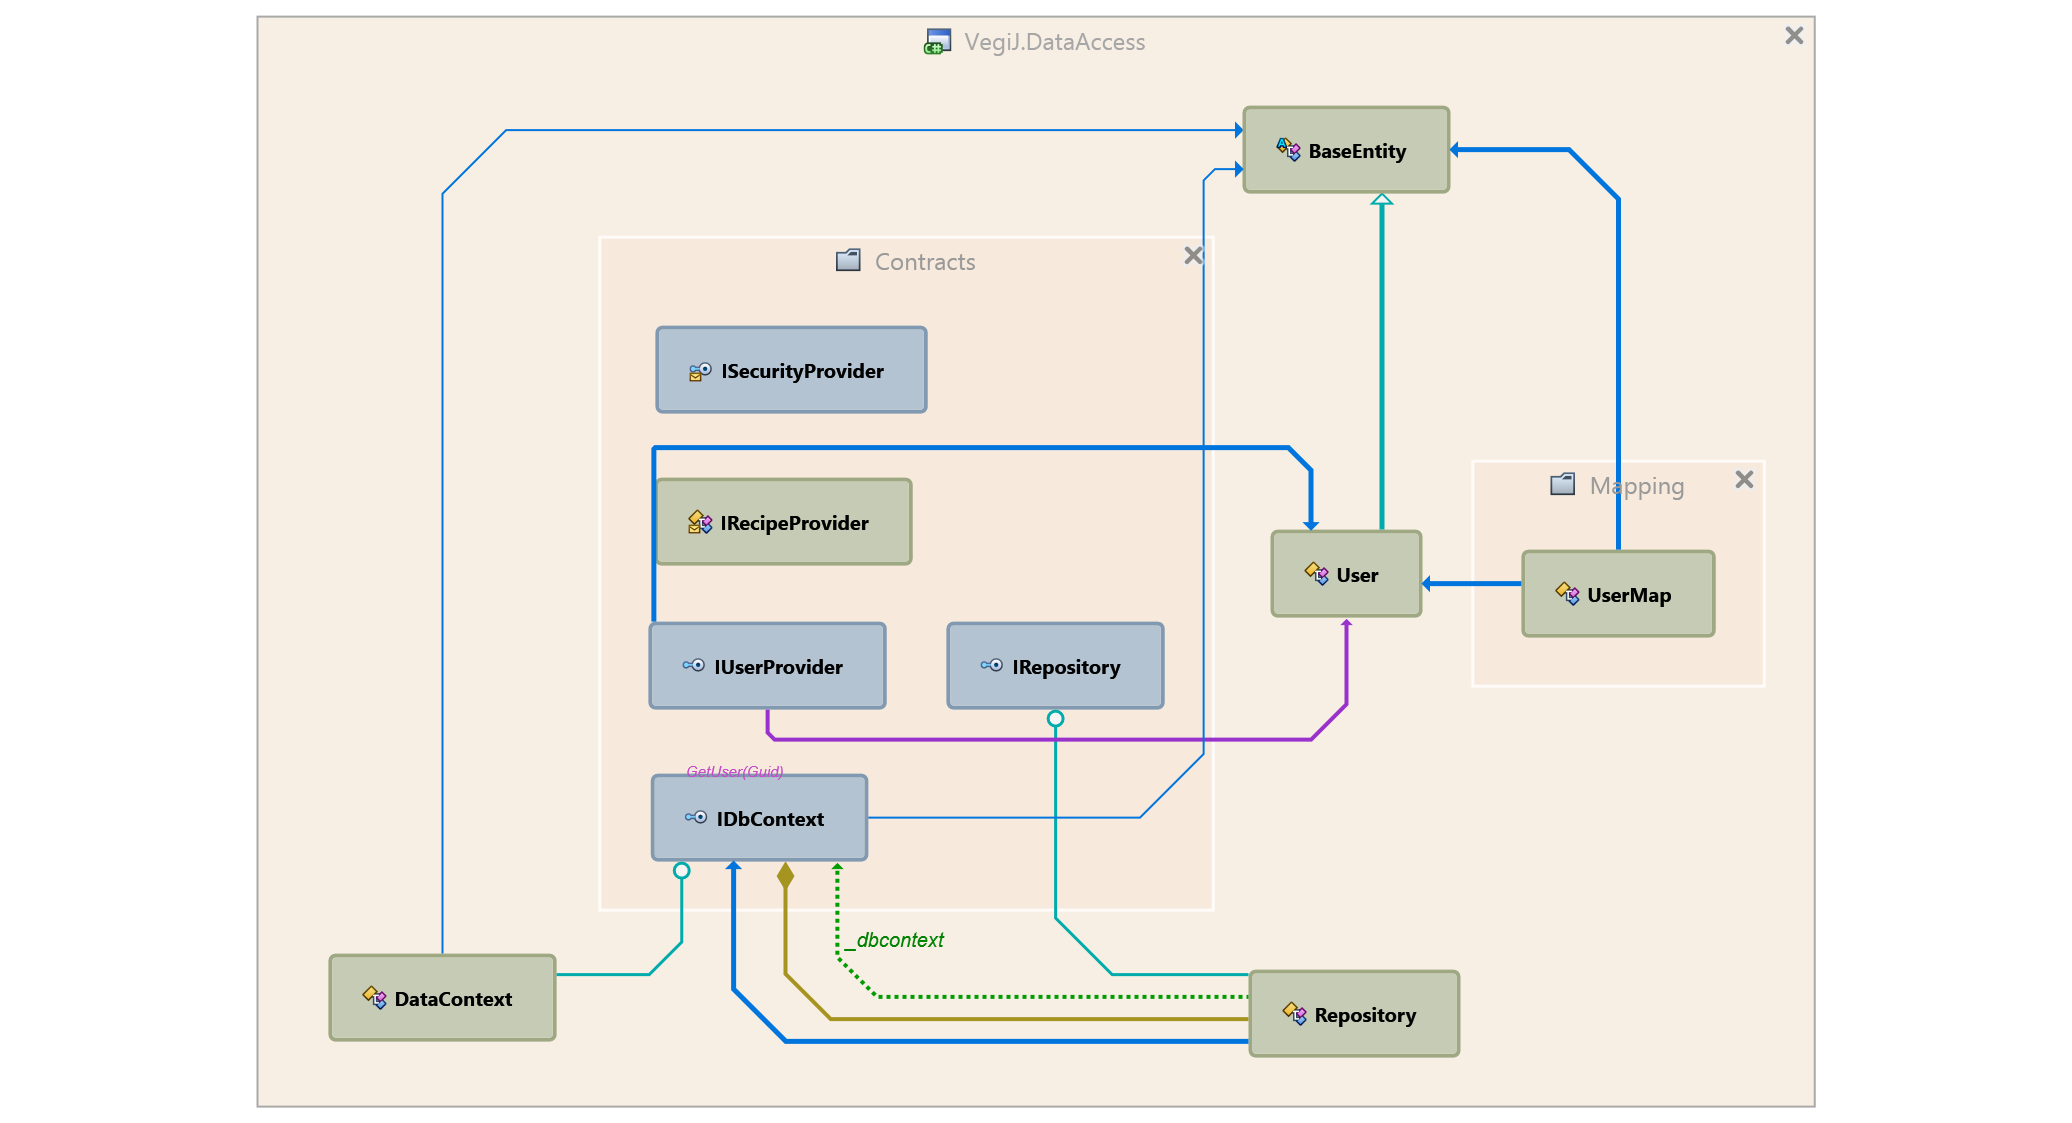 VegiJ.DataAccess
BaseEntity
Contracts
ISecurityProvider
Mapping
IRecipeProvider
User
UserMap
IUserProvider
IRepository
GetUser(Guid)
IDbContext
_dbcontext
DataContext
Repository